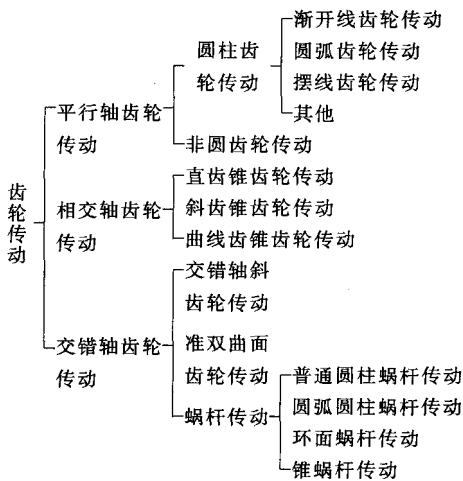 渐开线齿轮传动
圆柱齿
轮传动
圆弧齿轮传动
摆线齿轮传动
其他
平行轴齿轮
传动
非圆齿轮传动
齿轮传动
相交轴齿轮
传动
直齿锥齿轮传动
斜齿锥齿轮传动
曲线齿锥齿轮传动
交错轴齿轮
传动
交错轴斜
齿轮传动
准双曲面
齿轮传动
蜗杆传动
普通圆柱蜗杆传动
圆弧圆柱蜗杆传动
环面蜗杆传动
锥蜗杆传动